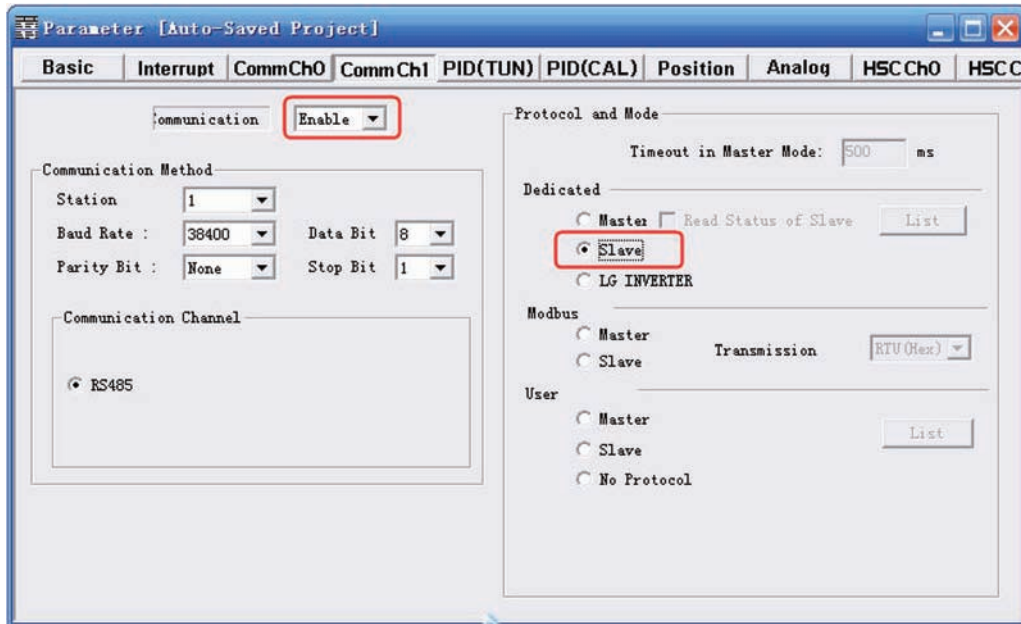 Parameter [Auto-Saved Project]
Basic Interrupt CommCh0 CommCh1 PID(TUN) PID(CAL) Position Analog HSCCh0 HSCC
ommunication Enable
Communication Method
Station 1
Baud Rate : 38400 Data Bit 8
Parity Bit : None Stop Bit 1
Communication Channel
RS485
Protocol and Mode
Timeout in Master Mode: 500 ms
Dedicated
Master Read Status of Slave List
Slave
LG INVERTER
Modbus
Master
Slave
Transmission RTU(Hex)
User
Master
Slave
No Protocol
List